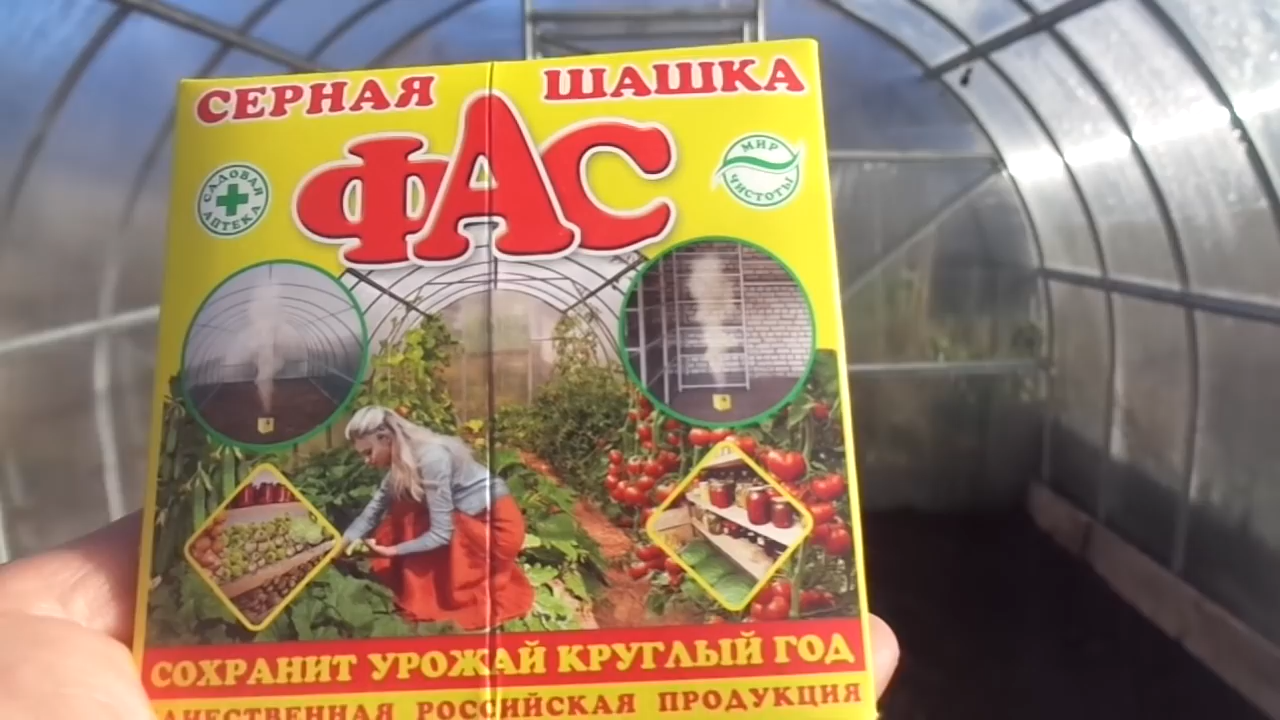 СЕРНАЯ ШАШКА
ФАС
САДОВАЯ АПТЕКА
МИР ЧИСТОТЫ
СОХРАНИТ УРОЖАЙ КРУГЛЫЙ ГОД
РОССИЙСКАЯ ПРОДУКЦИЯ